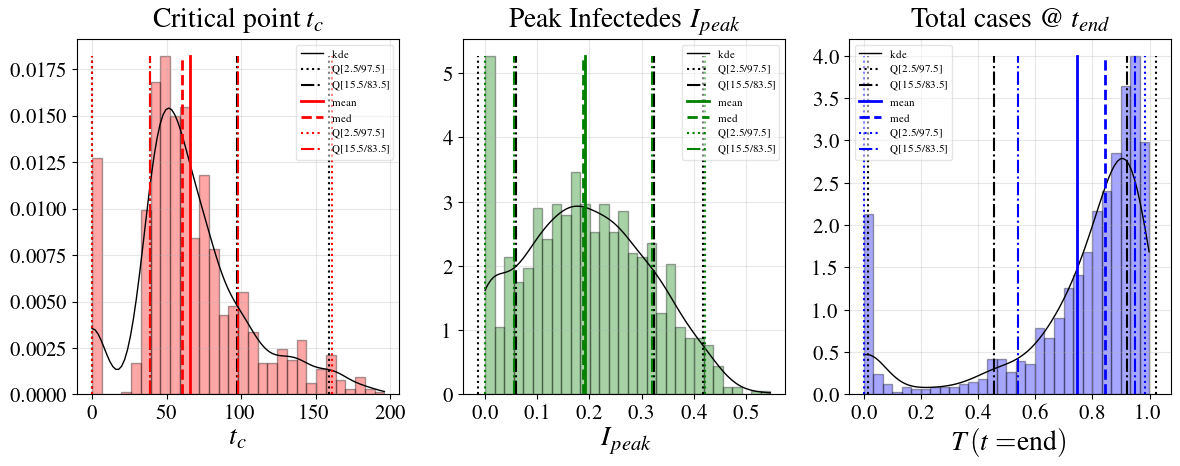 Critical point t_c
0.0175
0.0150
0.0125
0.0100
0.0075
0.0050
0.0025
0.0000
kde
Q[2.5/97.5]
Q[15.5/83.5]
mean
med
Q[2.5/97.5]
Q[15.5/83.5]
0 50 100 150 200
t_c
Peak Infectedes I_peak
5
4
3
2
1
0
kde
Q[2.5/97.5]
Q[15.5/83.5]
mean
med
Q[2.5/97.5]
Q[15.5/83.5]
0.0 0.1 0.2 0.3 0.4 0.5
I_peak
Total cases @ t_end
4.0
3.5
3.0
2.5
2.0
1.5
1.0
0.5
0.0
kde
Q[2.5/97.5]
Q[15.5/83.5]
mean
med
Q[2.5/97.5]
Q[15.5/83.5]
0.0 0.2 0.4 0.6 0.8 1.0
T(t =end)